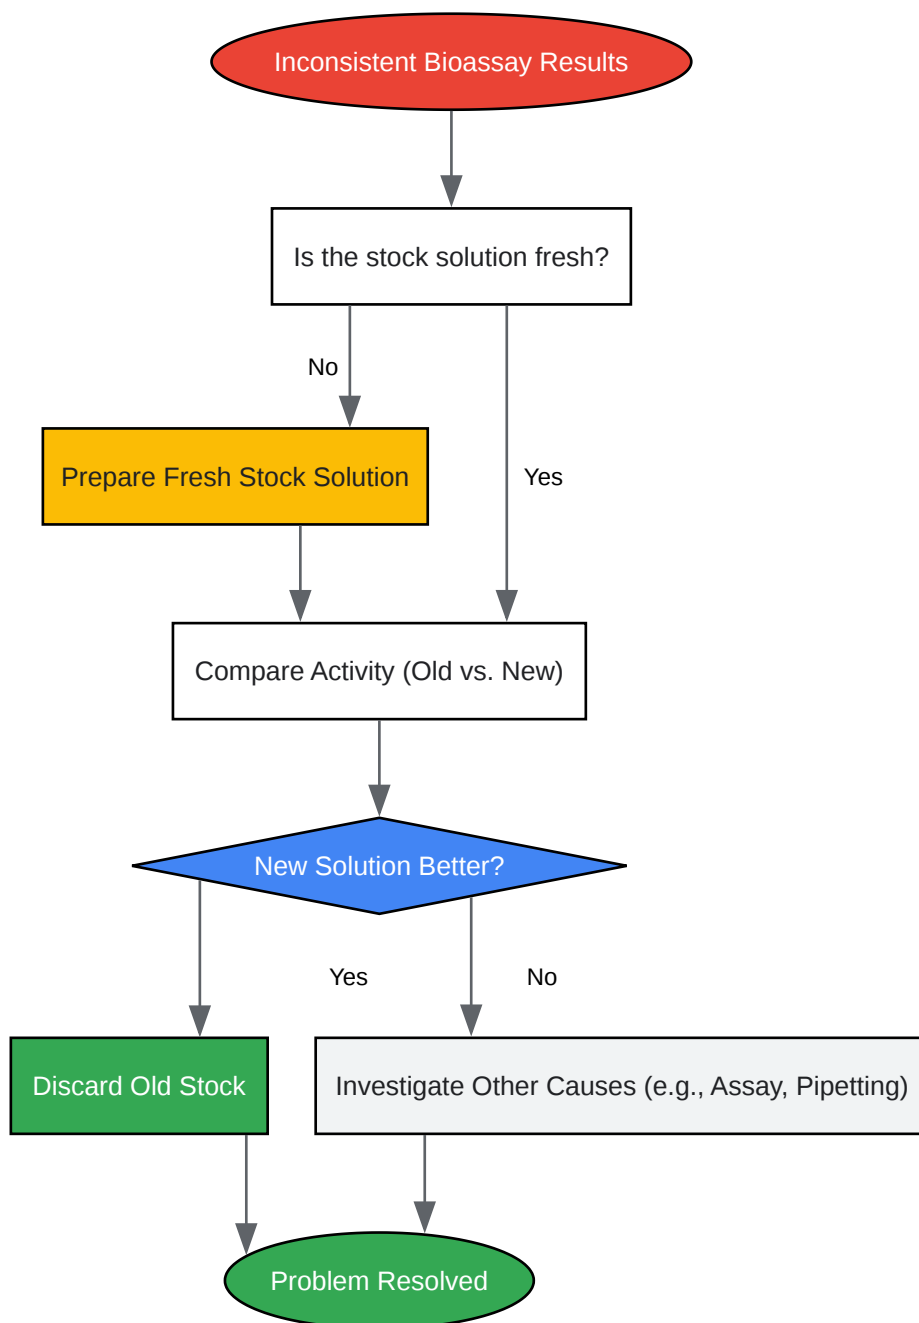 Inconsistent Bioassay Results
Is the stock solution fresh?
No
Prepare Fresh Stock Solution
Yes
Compare Activity (Old vs. New)
New Solution Better?
Yes
No
Discard Old Stock
Investigate Other Causes (e.g., Assay, Pipetting)
Problem Resolved